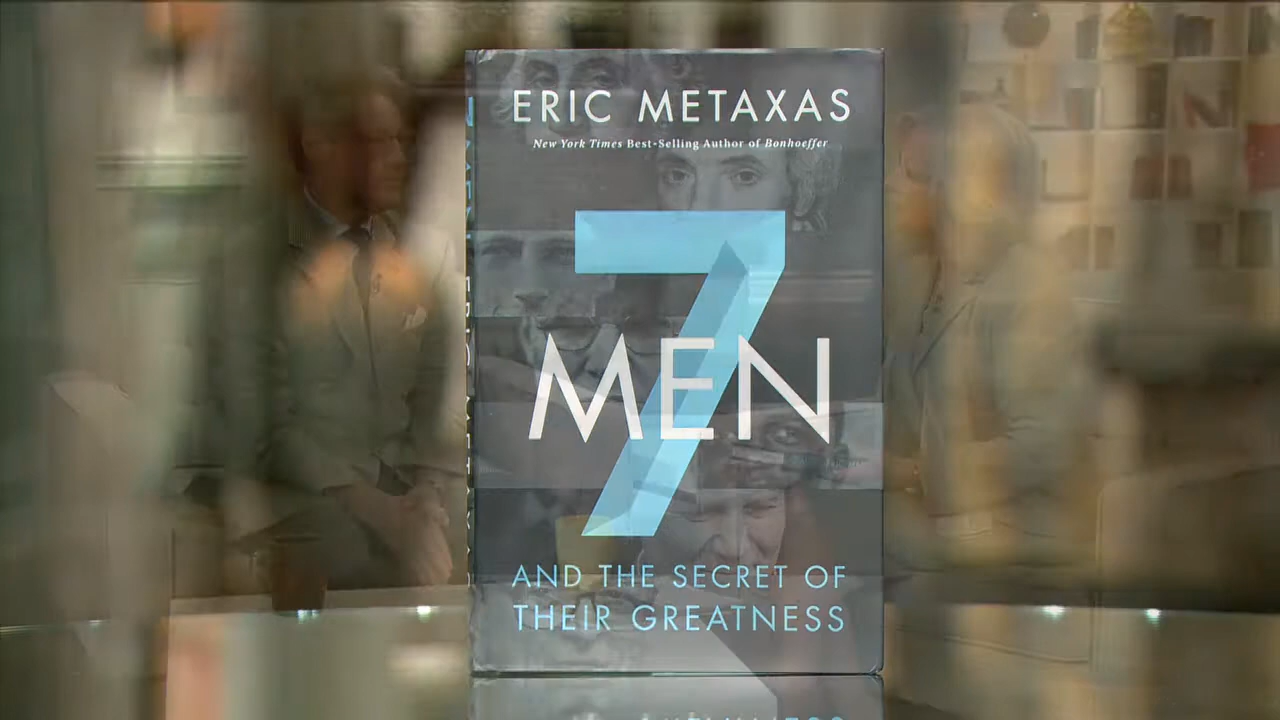 ERIC METAXAS
New York Times Best-Selling Author of Bonhoeffer
7
MEN
AND THE SECRET OF
THEIR GREATNESS